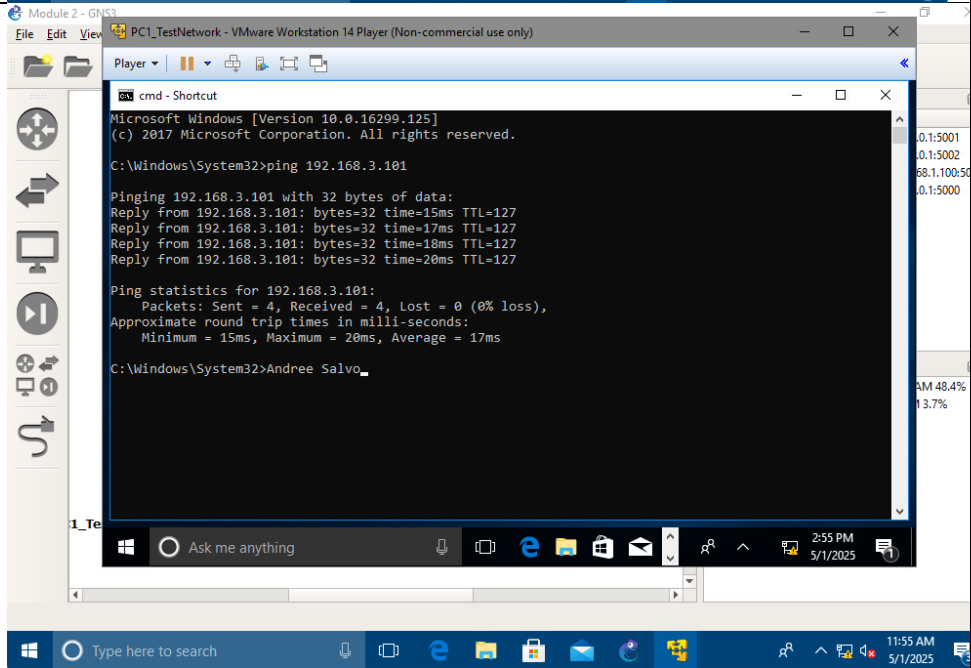 Module 2 - GNS3
File Edit View
PC1_TestNetwork - VMware Workstation 14 Player (Non-commercial use only)
Player
cmd - Shortcut
Microsoft Windows [Version 10.0.16299.125]
(c) 2017 Microsoft Corporation. All rights reserved.
C:\Windows\System32>ping 192.168.3.101
Pinging 192.168.3.101 with 32 bytes of data:
Reply from 192.168.3.101: bytes=32 time=15ms TTL=127
Reply from 192.168.3.101: bytes=32 time=17ms TTL=127
Reply from 192.168.3.101: bytes=32 time=18ms TTL=127
Reply from 192.168.3.101: bytes=32 time=20ms TTL=127
Ping statistics for 192.168.3.101:
Packets: Sent = 4, Received = 4, Lost = 0 (0% loss),
Approximate round trip times in milli-seconds:
Minimum = 15ms, Maximum = 20ms, Average = 17ms
C:\Windows\System32>Andree Salvo_
.0.1:5001
.0.1:5002
68.1.100:50
.0.1:5000
AM 48.4%
3.7%
1_Te
Ask me anything
2:55 PM
5/1/2025
1
Type here to search
11:55 AM
5/1/2025